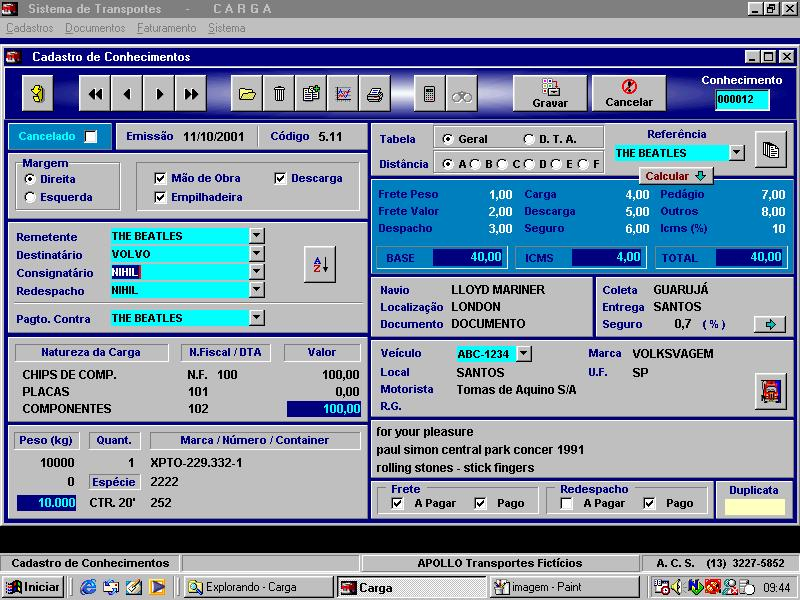 Sistema de Transportes - C A R G A
Cadastros Documentos Faturamento Sistema
Cadastro de Conhecimentos
Gravar
Cancelar
Conhecimento
000012
Cancelado
Emissão 11/10/2001
Código 5.11
Margem
Direita
Esquerda
Mão de Obra
Descarga
Empilhadeira
Remetente THE BEATLES
Destinatário VOLVO
Consignatário NIHIL
Redespacho NIHIL
Pagto. Contra THE BEATLES
Natureza da Carga N.Fiscal / DTA Valor
CHIPS DE COMP. N.F. 100 100,00
PLACAS 101 0,00
COMPONENTES 102 100,00
Peso (kg) Quant. Marca / Número / Container
10000 1 XPTO-229.332-1
0 Espécie 2222
10.000 CTR. 20' 252
Tabela Geral D. T. A.
Distância A B C D E F
Referência
THE BEATLES
Calcular
Frete Peso 1,00 Carga 4,00 Pedágio 7,00
Frete Valor 2,00 Descarga 5,00 Outros 8,00
Despacho 3,00 Seguro 6,00 Icms (%) 10
BASE 40,00 ICMS 4,00 TOTAL 40,00
Navio LLOYD MARINER
Localização LONDON
Documento DOCUMENTO
Coleta GUARUJÁ
Entrega SANTOS
Seguro 0,7 ( % )
Veículo ABC-1234 Marca VOLKSVAGEM
Local SANTOS U.F. SP
Motorista Tomas de Aquino S/A
R.G.
for your pleasure
paul simon central park concer 1991
rolling stones - stick fingers
Frete
A Pagar Pago
Redespacho
A Pagar Pago
Duplicata
Cadastro de Conhecimentos APOLLO Transportes Fictícios A. C. S. (13) 3227-5852
Iniciar Explorando - Carga Carga imagem - Paint 09:44